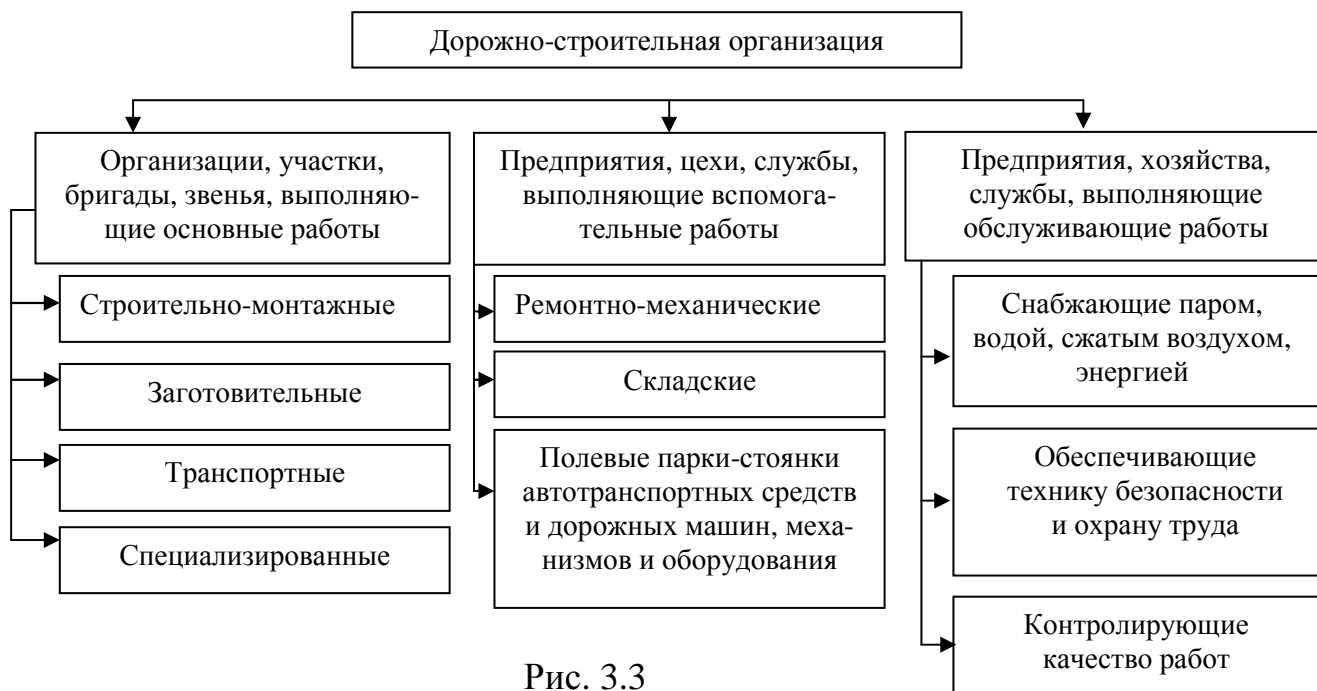 Дорожно-строительная организация
Организации, участки,
бригады, звенья, выполняю-
щие основные работы
Строительно-монтажные
Заготовительные
Транспортные
Специализированные
Предприятия, цехи, службы,
выполняющие вспомога-
тельные работы
Ремонтно-механические
Складские
Полевые парки-стоянки
автотранспортных средств
и дорожных машин, меха-
низмов и оборудования
Предприятия, хозяйства,
службы, выполняющие
обслуживающие работы
Снабжающие паром,
водой, сжатым воздухом,
энергией
Обеспечивающие
технику безопасности
и охрану труда
Контролирующие
качество работ
Рис. 3.3